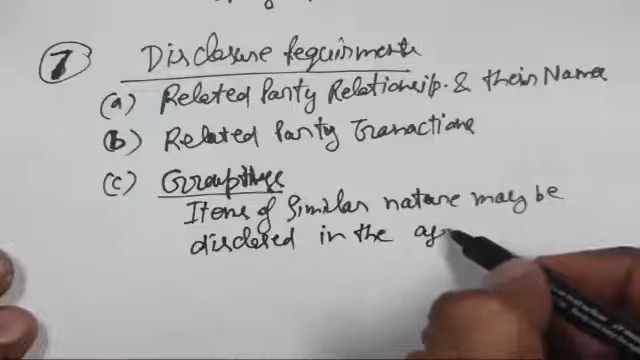 7 Disclosure Requirments
(a) Related Party Relationship. & their Name
(b) Related Party Transactions
(c) Groupings
Items of Similar nature may be
disclosed in the